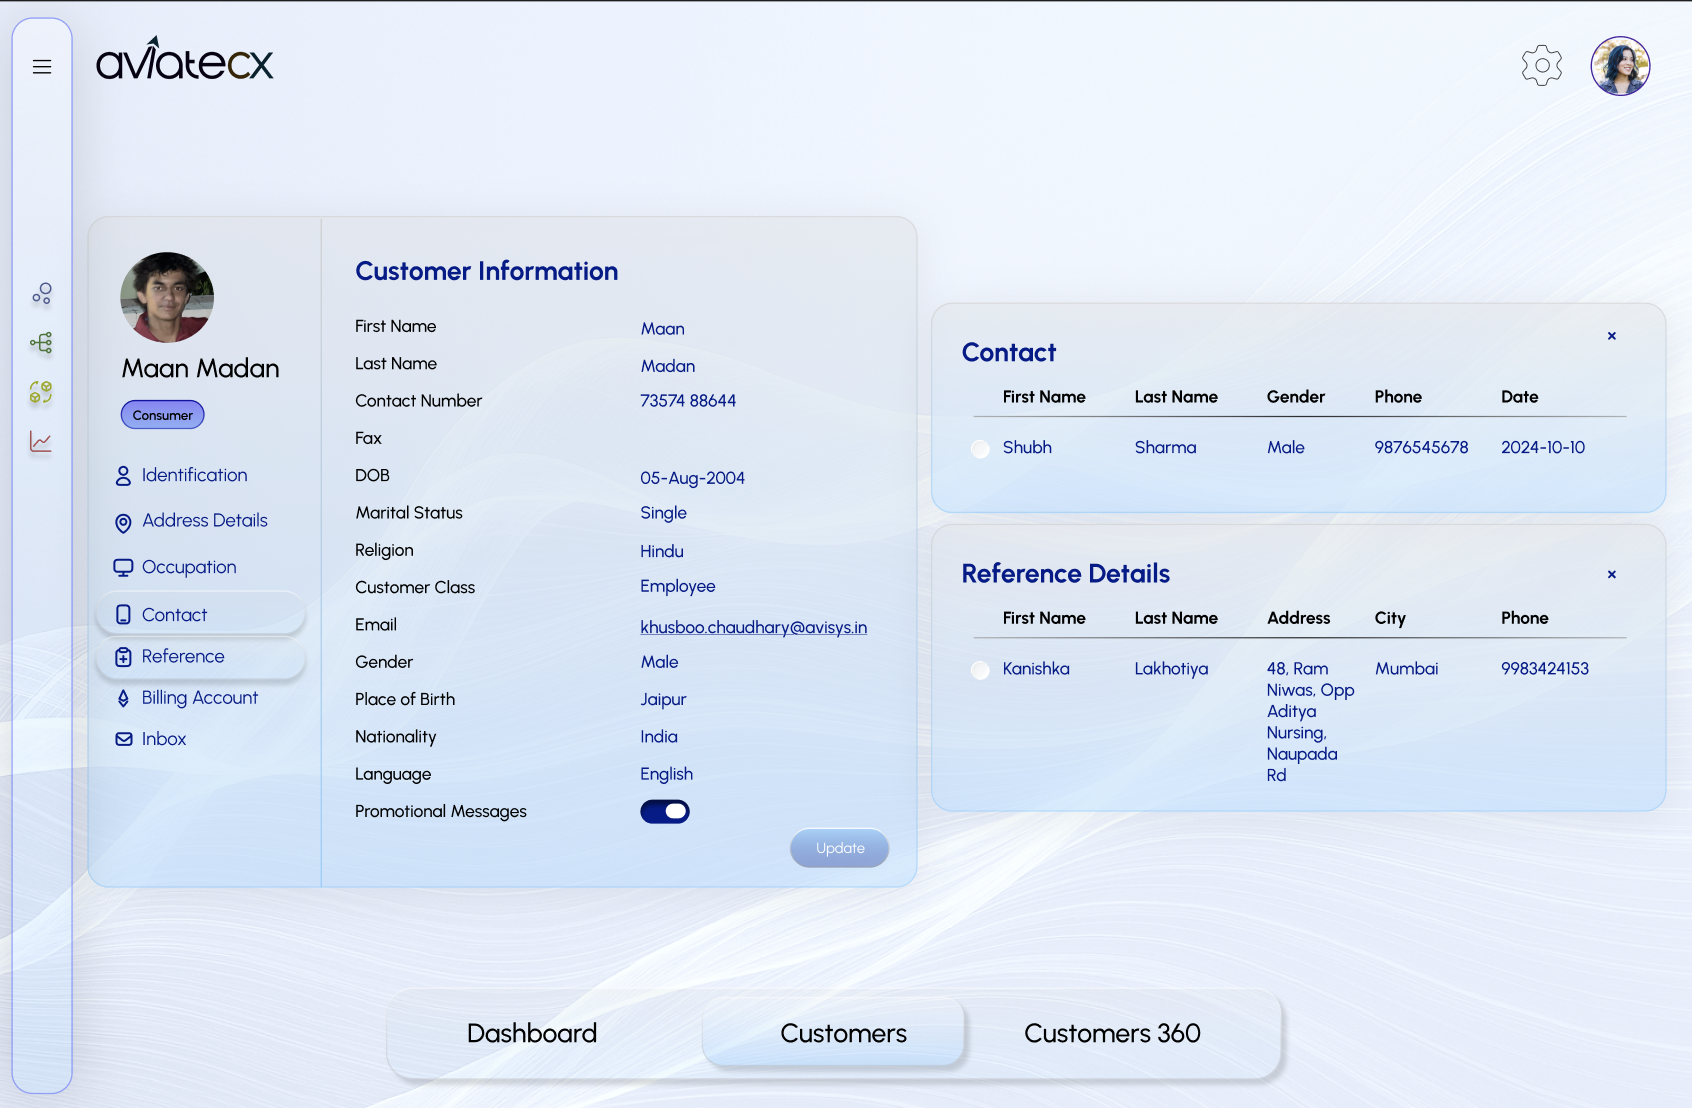 aviatecx
Maan Madan
Consumer
Identification
Address Details
Occupation
Contact
Reference
Billing Account
Inbox
Customer Information
First Name Maan
Last Name Madan
Contact Number 73574 88644
Fax
DOB 05-Aug-2004
Marital Status Single
Religion Hindu
Customer Class Employee
Email khusboo.chaudhary@avisys.in
Gender Male
Place of Birth Jaipur
Nationality India
Language English
Promotional Messages
Update
Contact
First Name Last Name Gender Phone Date
Shubh Sharma Male 9876545678 2024-10-10
Reference Details
First Name Last Name Address City Phone
Kanishka Lakhotiya 48, Ram Mumbai 9983424153
Niwas, Opp
Aditya
Nursing,
Naupada
Rd
Dashboard Customers Customers 360